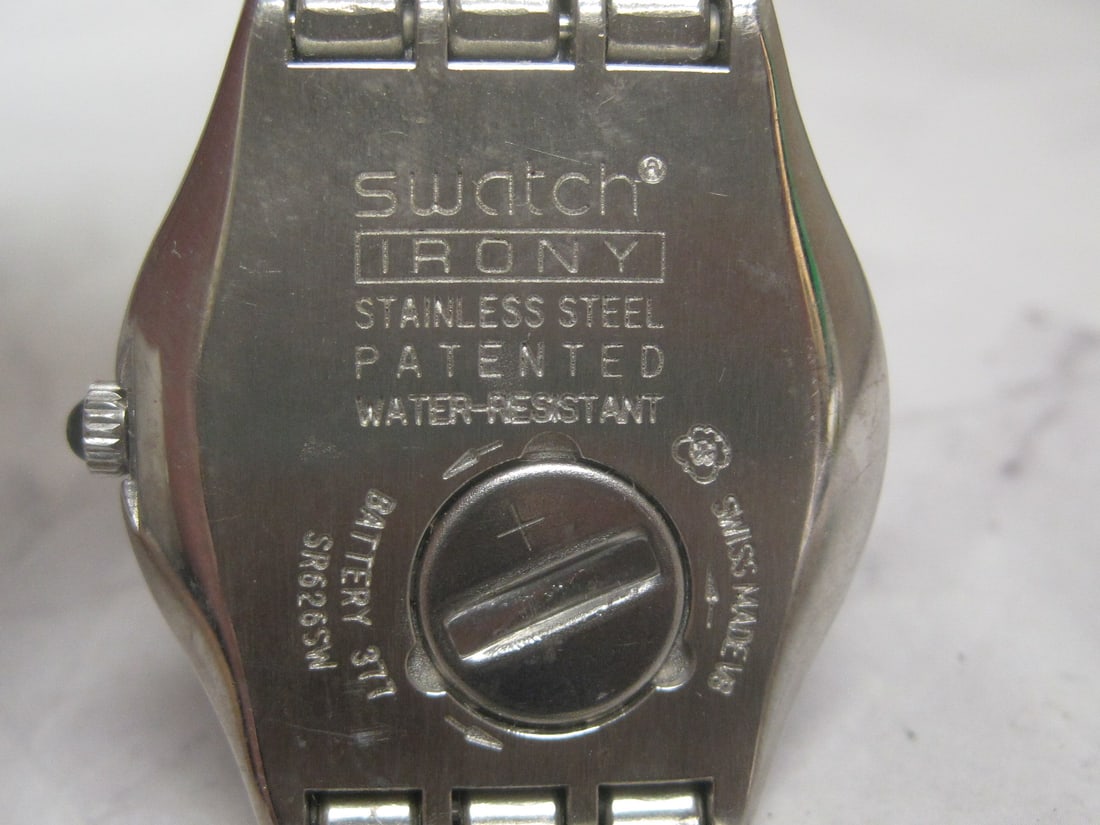 swatch®
IRONY
STAINLESS STEEL
PATENTED
WATER-RESISTANT
BATTERY 377
SR626SW
SWISS MADE V8
+